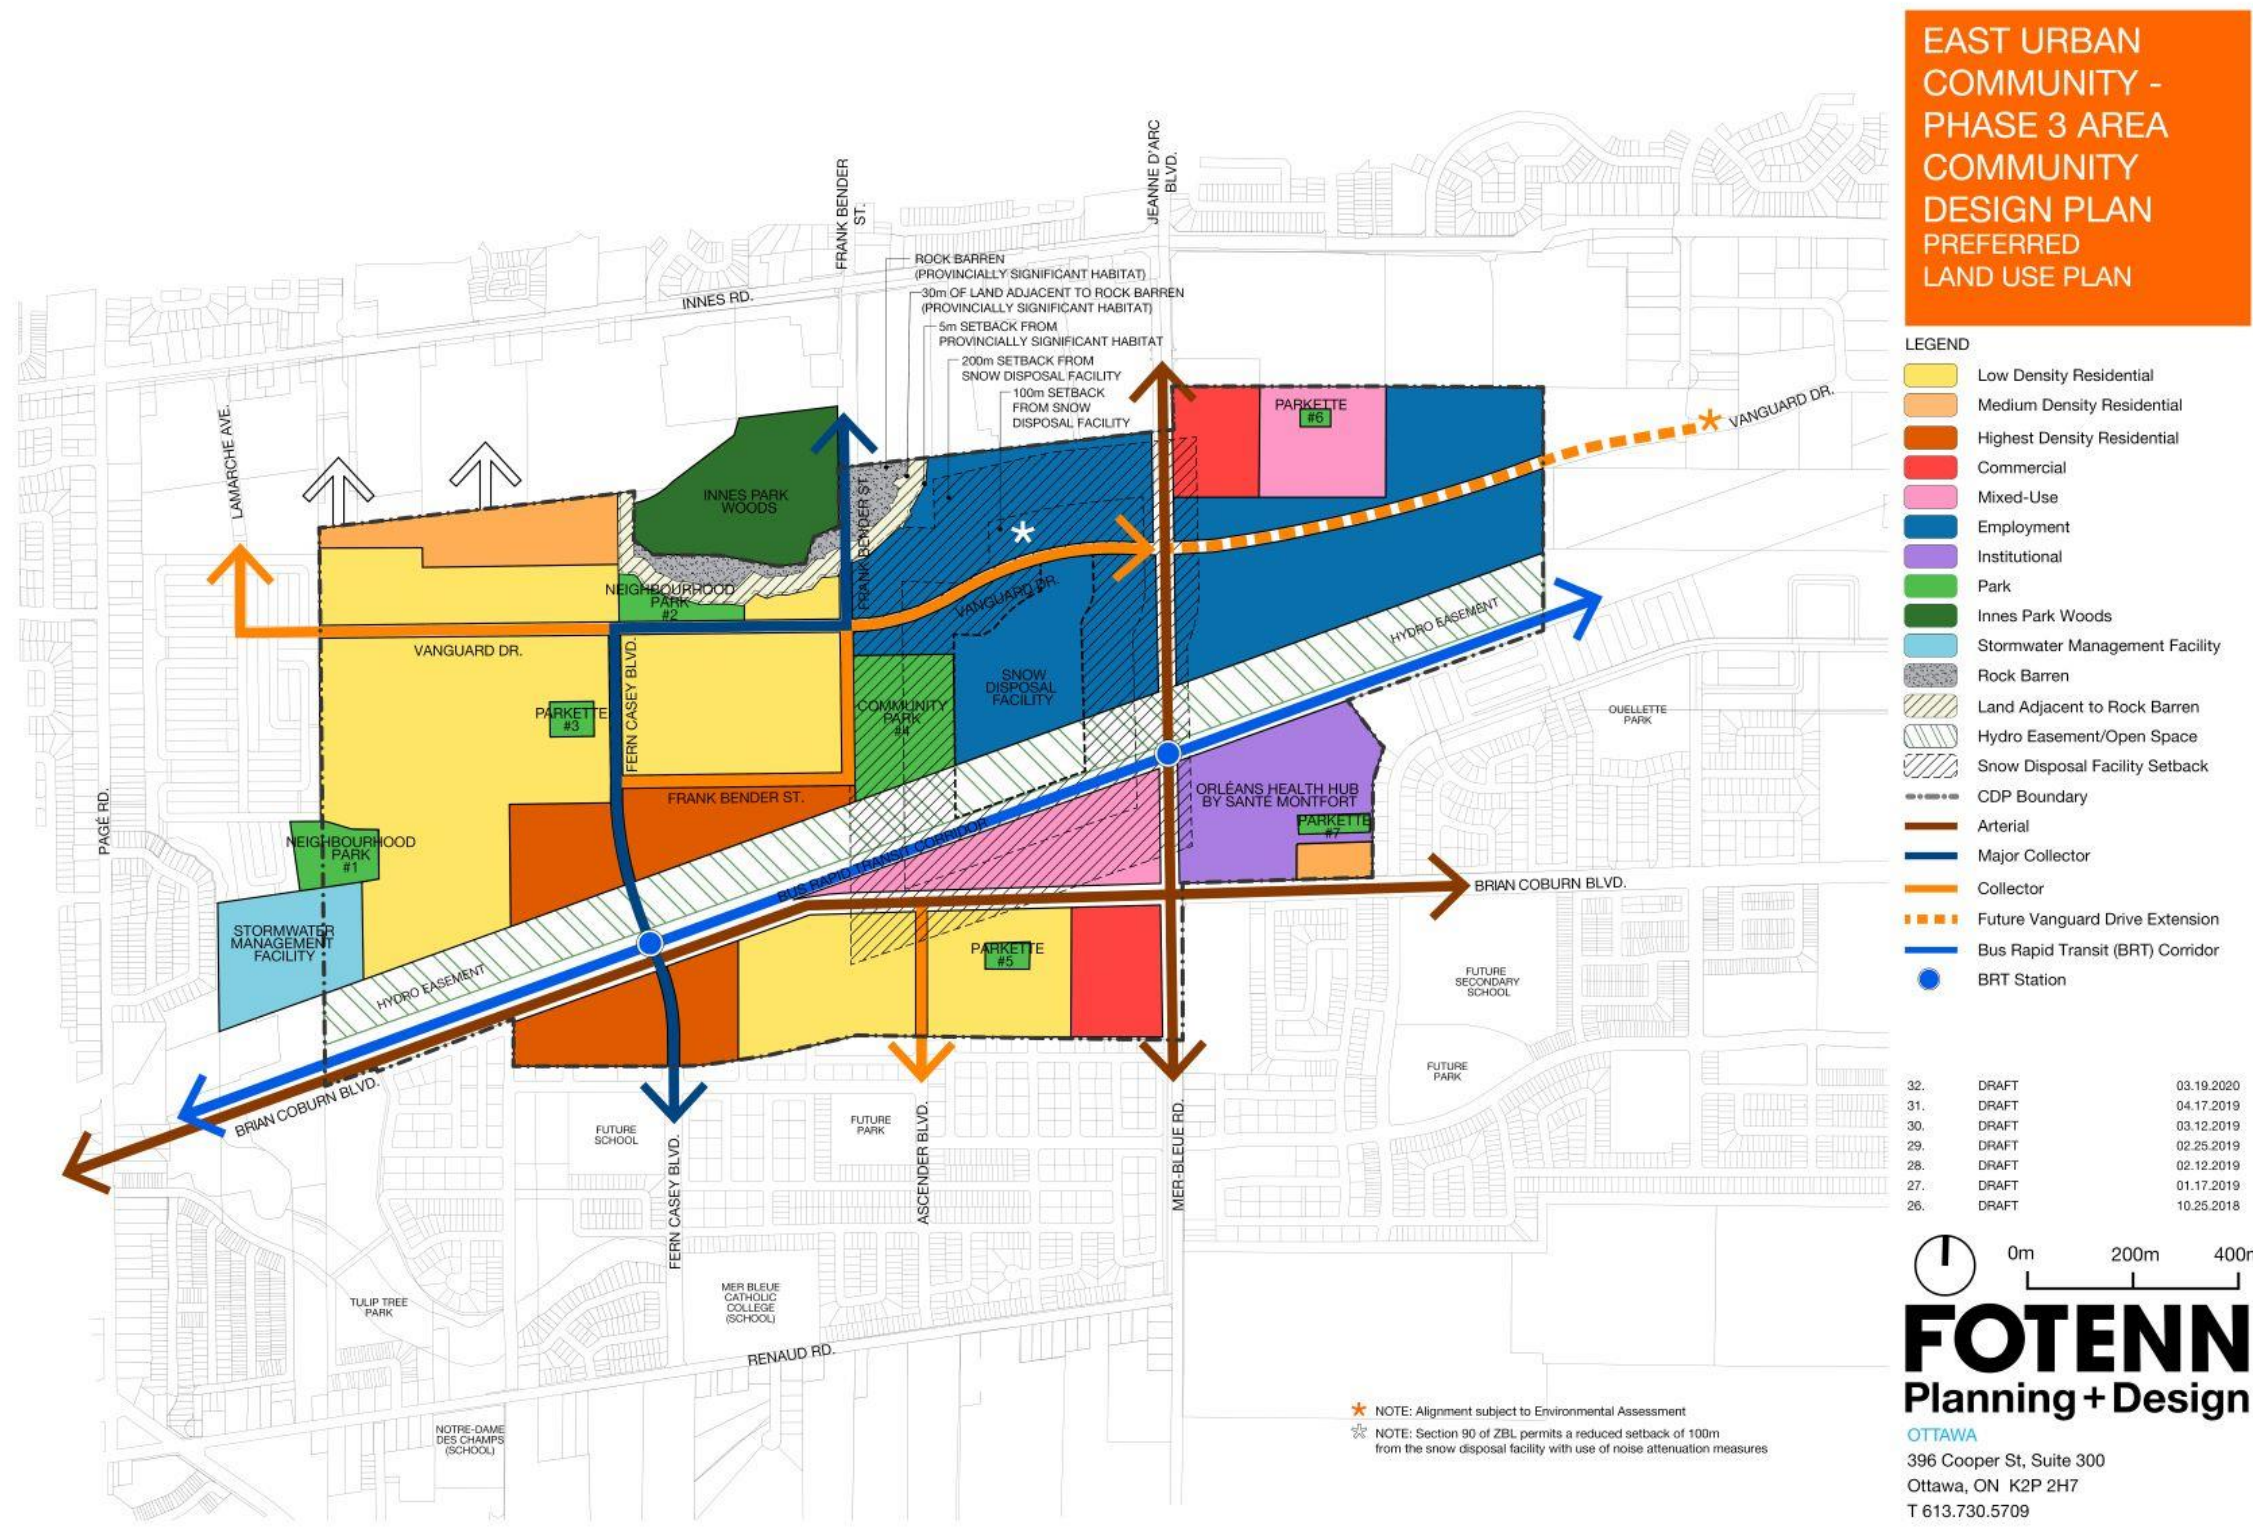 EAST URBAN
COMMUNITY -
PHASE 3 AREA
COMMUNITY
DESIGN PLAN
PREFERRED
LAND USE PLAN
LEGEND
Low Density Residential
Medium Density Residential
Highest Density Residential
Commercial
Mixed-Use
Employment
Institutional
Park
Innes Park Woods
Stormwater Management Facility
Rock Barren
Land Adjacent to Rock Barren
Hydro Easement/Open Space
Snow Disposal Facility Setback
CDP Boundary
Arterial
Major Collector
Collector
Future Vanguard Drive Extension
Bus Rapid Transit (BRT) Corridor
BRT Station
32. DRAFT 03.19.2020
31. DRAFT 04.17.2019
30. DRAFT 03.12.2019
29. DRAFT 02.25.2019
28. DRAFT 02.12.2019
27. DRAFT 01.17.2019
26. DRAFT 10.25.2018
0m 200m 400m
FOTENN
Planning+Design
OTTAWA
396 Cooper St, Suite 300
Ottawa, ON K2P 2H7
T 613.730.5709
FRANK BENDER
ST.
JEANNE D'ARC
BLVD.
INNES RD.
ROCK BARREN
(PROVINCIALLY SIGNIFICANT HABITAT)
30m OF LAND ADJACENT TO ROCK BARREN
(PROVINCIALLY SIGNIFICANT HABITAT)
5m SETBACK FROM
PROVINCIALLY SIGNIFICANT HABITAT
200m SETBACK FROM
SNOW DISPOSAL FACILITY
100m SETBACK
FROM SNOW
DISPOSAL FACILITY
LAMARCHE AVE.
PARKETTE
#6
VANGUARD DR.
INNES PARK
WOODS
FRANK BENDER ST.
NEIGHBOURHOOD
PARK
#2
VANGUARD DR.
VANGUARD DR.
HYDRO EASEMENT
FERN CASEY BLVD.
PARKETTE
#3
COMMUNITY
PARK
#4
SNOW
DISPOSAL
FACILITY
OUELLETTE
PARK
FRANK BENDER ST.
ORLÉANS HEALTH HUB
BY SANTÉ MONTFORT
PARKETTE
#7
PAGÉ RD.
NEIGHBOURHOOD
PARK
#1
BUS RAPID TRANSIT CORRIDOR
BRIAN COBURN BLVD.
STORMWATER
MANAGEMENT
FACILITY
HYDRO EASEMENT
PARKETTE
#5
FUTURE
SECONDARY
SCHOOL
FUTURE
PARK
BRIAN COBURN BLVD.
FUTURE
SCHOOL
FUTURE
PARK
FERN CASEY BLVD.
ASCENDER BLVD.
MER-BLEUE RD.
TULIP TREE
PARK
MER BLEUE
CATHOLIC
COLLEGE
(SCHOOL)
RENAUD RD.
NOTRE-DAME
DES CHAMPS
(SCHOOL)
NOTE: Alignment subject to Environmental Assessment
NOTE: Section 90 of ZBL permits a reduced setback of 100m
from the snow disposal facility with use of noise attenuation measures